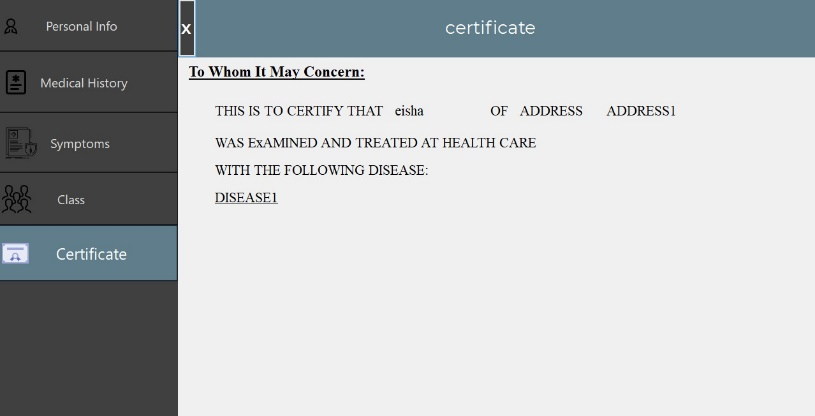 Personal Info
Medical History
Symptoms
Class
Certificate
X
certificate
To Whom It May Concern:
THIS IS TO CERTIFY THAT eisha OF ADDRESS ADDRESS1
WAS ExAMINED AND TREATED AT HEALTH CARE
WITH THE FOLLOWING DISEASE:
DISEASE1